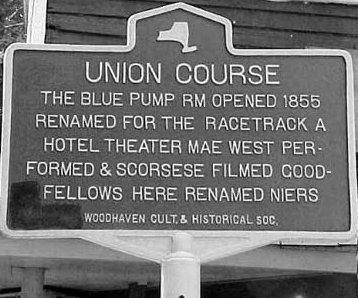 UNION COURSE
THE BLUE PUMP RM OPENED 1855
RENAMED FOR THE RACETRACK A
HOTEL THEATER MAE WEST PER-
FORMED & SCORSESE FILMED GOOD-
FELLOWS HERE RENAMED NIERS
WOODHAVEN CULT. & HISTORICAL SOC.